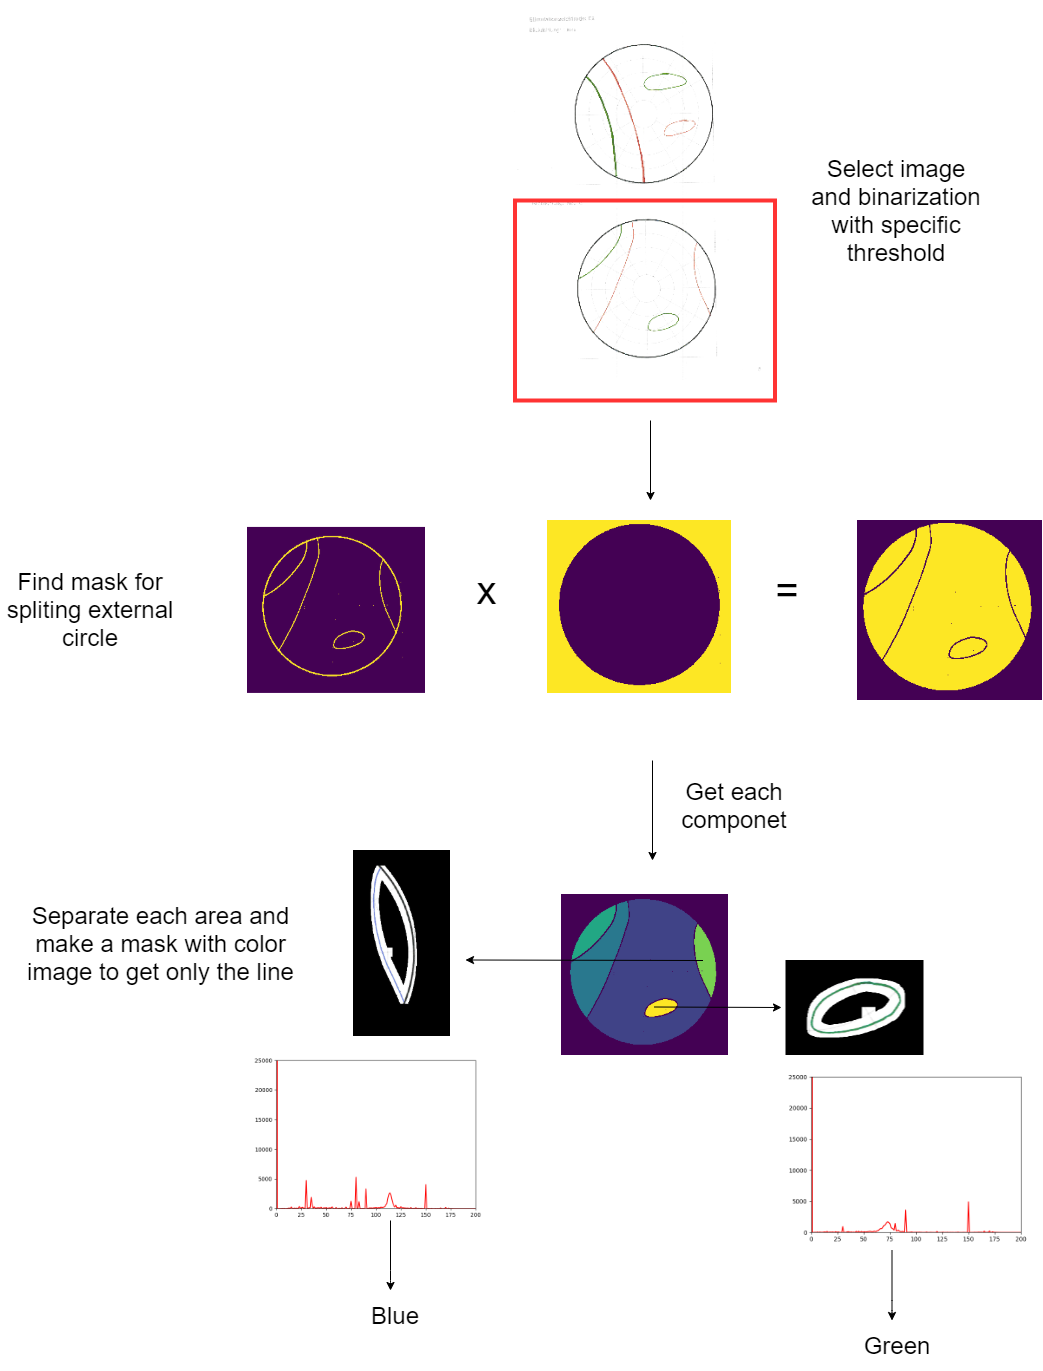 Select image
and binarization
with specific
threshold
Find mask for
spliting external
circle
x
=
Get each
componet
Separate each area and
make a mask with color
image to get only the line
25000
20000
15000
10000
5000
0
0 25 50 75 100 125 150 175 200
25000
20000
15000
10000
5000
0
0 25 50 75 100 125 150 175 200
Blue
Green